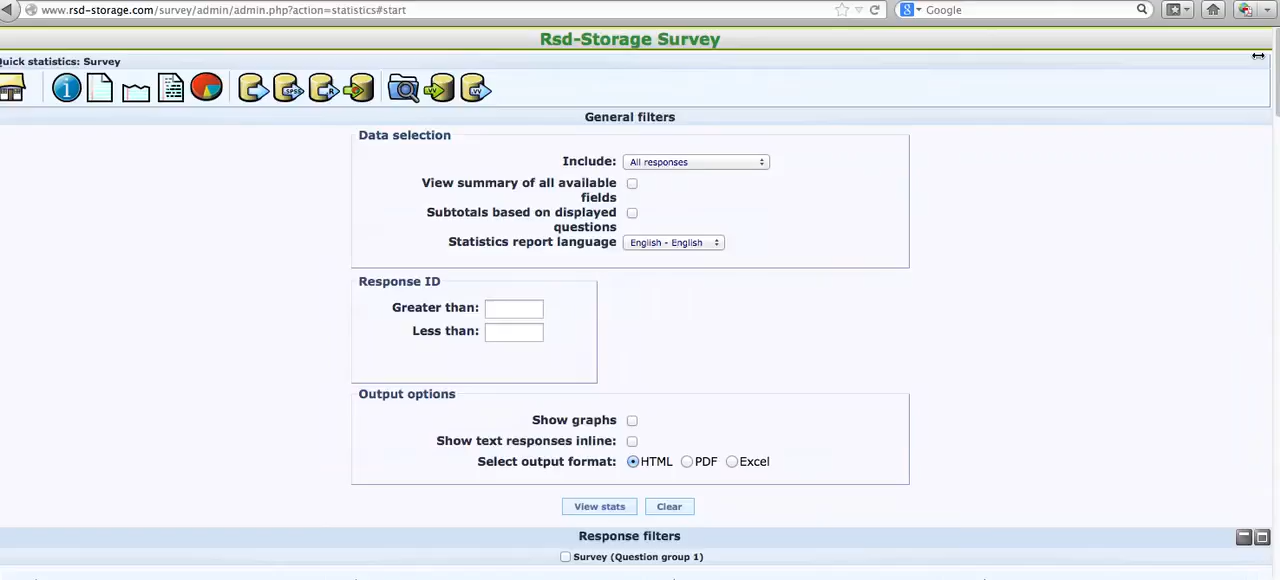 www.rsd-storage.com/survey/admin/admin.php?action=statistics#start
Google
Rsd-Storage Survey
Quick statistics: Survey
SPSS
R
VV
VV
General filters
Data selection
Include: All responses
View summary of all available
fields
Subtotals based on displayed
questions
Statistics report language English - English
Response ID
Greater than:
Less than:
Output options
Show graphs
Show text responses inline:
Select output format: HTML PDF Excel
View stats Clear
Response filters
Survey (Question group 1)